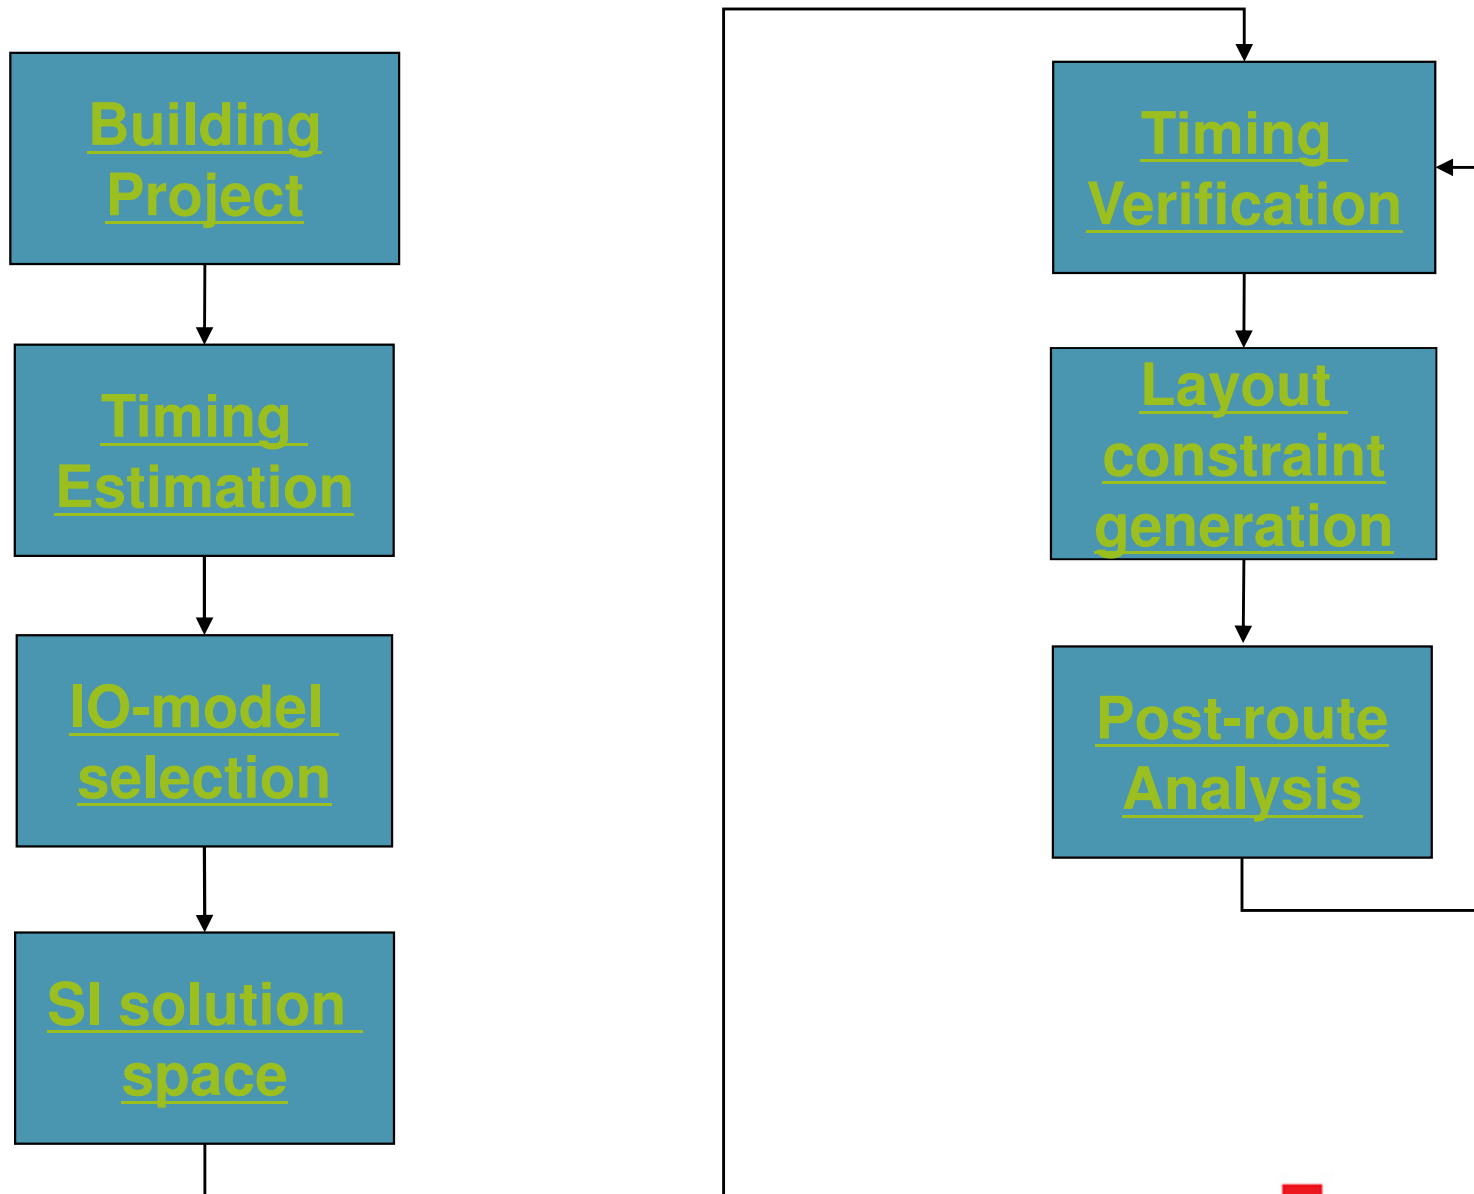 Building
Project
Timing
Estimation
IO-model
selection
SI solution
space
Timing
Verification
Layout
constraint
generation
Post-route
Analysis